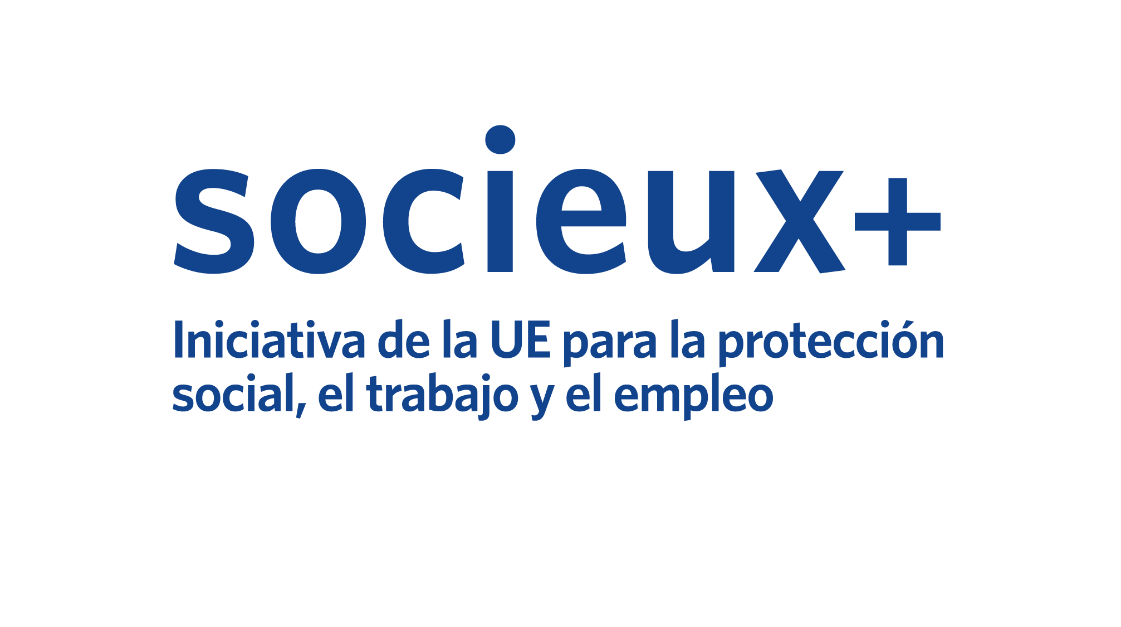 socieux+
Iniciativa de la UE para la protección
social, el trabajo y el empleo